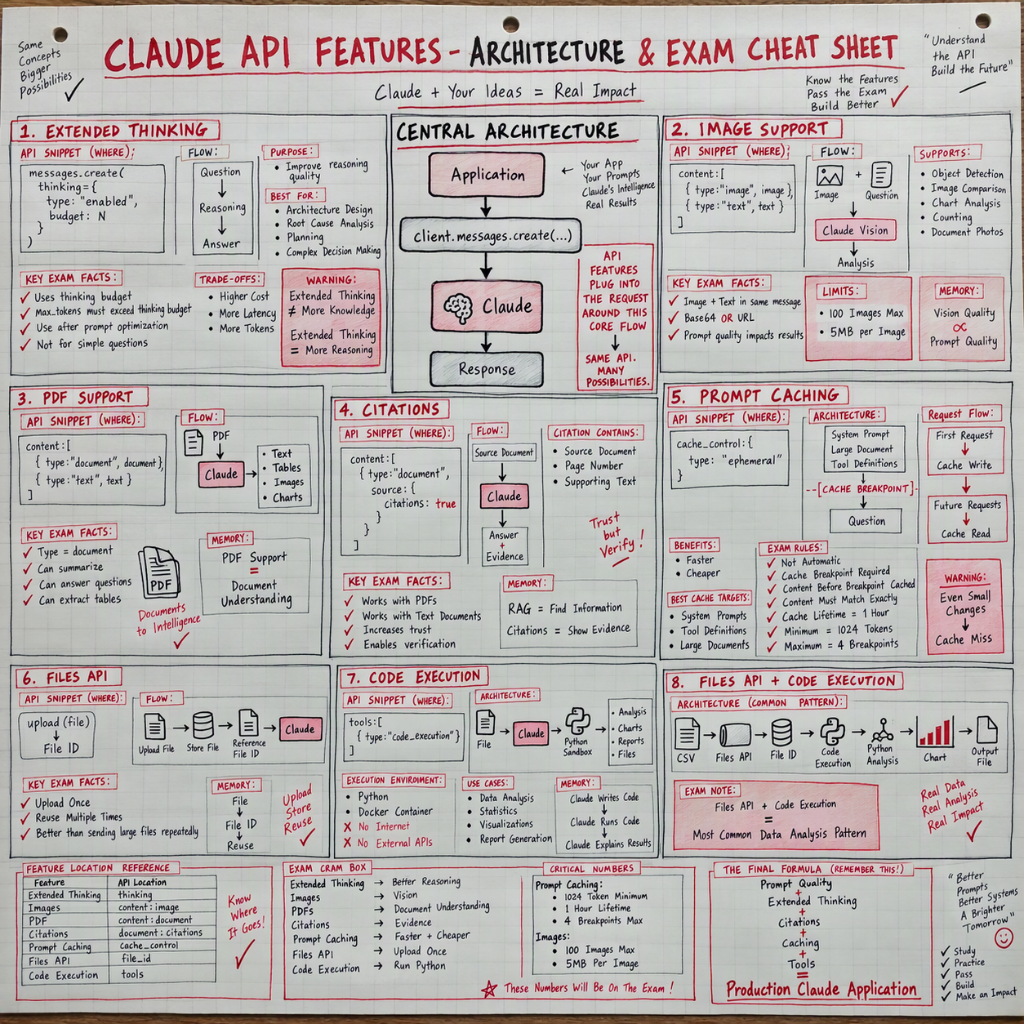 Same
Concepts
Bigger
Possibilities
CLAUDE API FEATURES - ARCHITECTURE & EXAM CHEAT SHEET
Claude + Your Ideas = Real Impact
Know the Features
Pass the Exam
Build Better
"Understand
the API
Build the Future"
1. EXTENDED THINKING
API SNIPPET (WHERE):
messages.create(
thinking={
type: "enabled",
budget: N
}
)
FLOW:
Question
Reasoning
Answer
PURPOSE:
• Improve reasoning
quality
BEST FOR:
• Architecture Design
• Root Cause Analysis
• Planning
• Complex Decision Making
KEY EXAM FACTS:
✓ Uses thinking budget
✓ Max_tokens must exceed thinking budget
✓ Use after prompt optimization
✓ Not for simple questions
TRADE-OFFS:
• Higher Cost
• More Latency
• More Tokens
WARNING:
Extended Thinking
≠ More Knowledge
Extended Thinking
= More Reasoning
CENTRAL ARCHITECTURE
Application
← Your App
Your Prompts
Claude's Intelligence
Real Results
client.messages.create(...)
Claude
Response
API
FEATURES
PLUG INTO
THE REQUEST
AROUND THIS
CORE FLOW
↓
SAME API.
MANY
POSSIBILITIES.
2. IMAGE SUPPORT
API SNIPPET (WHERE):
content:[
{ type:"image", image },
{ type:"text", text }
]
FLOW:
Image + Question
Claude Vision
Analysis
SUPPORTS:
• Object Detection
• Image Comparison
• Chart Analysis
• Counting
• Document Photos
KEY EXAM FACTS:
✓ Image + Text in same message
✓ Base64 OR URL
✓ Prompt quality impacts results
LIMITS:
• 100 Images Max
• 5MB per Image
MEMORY:
Vision Quality
∝
Prompt Quality
3. PDF SUPPORT
API SNIPPET (WHERE):
content:[
{ type:"document", document},
{ type:"text", text }
]
FLOW:
PDF
Claude
• Text
• Tables
• Images
• Charts
KEY EXAM FACTS:
✓ Type = document
✓ Can summarize
✓ Can answer questions
✓ Can extract tables
PDF
Documents
to Intelligence
MEMORY:
PDF Support
=
Document
Understanding
4. CITATIONS
API SNIPPET (WHERE):
content:[
{ type:"document",
source: {
citations: true
}
}
]
FLOW:
Source Document
Claude
Answer
+
Evidence
CITATION CONTAINS:
• Source Document
• Page Number
• Supporting Text
Trust
but
Verify!
KEY EXAM FACTS:
✓ Works with PDFs
✓ Works with Text Documents
✓ Increases trust
✓ Enables verification
MEMORY:
RAG = Find Information
Citations = Show Evidence
5. PROMPT CACHING
API SNIPPET (WHERE):
cache_control:{
type: "ephemeral"
}
ARCHITECTURE:
System Prompt
Large Document
Tool Definitions
--[CACHE BREAKPOINT]-
Question
Request Flow:
First Request
↓
Cache Write
Future Requests
↓
Cache Read
BENEFITS:
• Faster
• Cheaper
BEST CACHE TARGETS:
• System Prompts
• Tool Definitions
• Large Documents
EXAM RULES:
✓ Not Automatic
✓ Cache Breakpoint Required
✓ Content Before Breakpoint Cached
✓ Content Must Match Exactly
✓ Cache Lifetime = 1 Hour
✓ Minimum = 1024 Tokens
✓ Maximum = 4 Breakpoints
WARNING:
Even Small
Changes
↓
Cache Miss
6. FILES API
API SNIPPET (WHERE):
upload (file)
↓
File ID
FLOW:
Upload File
Store File
Reference
File ID
Claude
KEY EXAM FACTS:
✓ Upload Once
✓ Reuse Multiple Times
✓ Better than sending large files repeatedly
MEMORY:
File
↓
File ID
↓
Reuse
Upload
Store
Reuse
7. CODE EXECUTION
API SNIPPET (WHERE):
tools:[
{ type:"code_execution"}
]
ARCHITECTURE:
File
Claude
Python
Sandbox
• Analysis
• Charts
• Reports
• Files
EXECUTION ENVIROIMENT:
• Python
• Docker Container
✗ No Internet
✗ No External APIs
USE CASES:
• Data Analysis
• Statistics
• Visualizations
• Report Generation
MEMORY:
Claude Writes Code
↓
Claude Runs Code
↓
Claude Explains Results
8. FILES API + CODE EXECUTION
ARCHITECTURE (COMMON PATTERN):
CSV
Files API
File ID
Code
Execution
Python
Analysis
Chart
Output
File
EXAM NOTE:
Files API + Code Execution
=
Most Common Data Analysis Pattern
Real Data
Real Analysis
Real Impact
FEATURE LOCATION REFERENCE
Feature API Location
Extended Thinking thinking
Images content:image
PDF content:document
Citations document:citations
Prompt Caching cache_control
Files API file_id
Code Execution tools
Know
Where
It Goes!
EXAM CRAM BOX
Extended Thinking → Better Reasoning
Images → Vision
PDFs → Document Understanding
Citations → Evidence
Prompt Caching → Faster + Cheaper
Files API → Upload Once
Code Execution → Run Python
CRITICAL NUMBERS
Prompt Caching:
• 1024 Token Minimum
• 1 Hour Lifetime
• 4 Breakpoints Max
Images:
• 100 Images Max
• 5MB Per Image
☆ These Numbers Will Be On The Exam!
THE FINAL FORMULA (REMEMBER THIS!)
Prompt Quality
+
Extended Thinking
+
Citations
+
Caching
+
Tools
=
Production Claude Application
"Better
Prompts
Better Systems
A Brighter
Tomorrow"
✓ Study
✓ Practice
✓ Pass
✓ Build
✓ Make an Impact